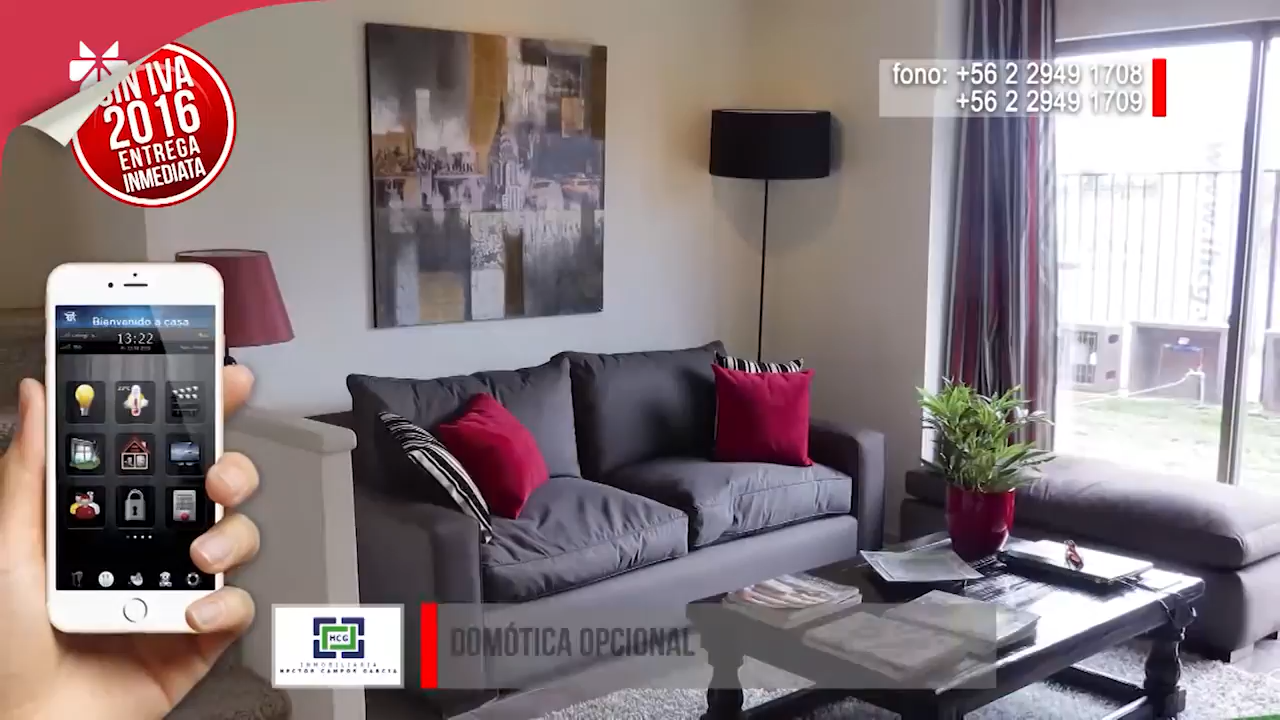 SIN IVA
2016
ENTREGA
INMEDIATA
fono: +56 2 2949 1708
+56 2 2949 1709
Bienvenido a casa
13:22
22°C
HCG
INMOBILIARIA
HECTOR CAMPOS GARCIA
DOMÓTICA OPCIONAL